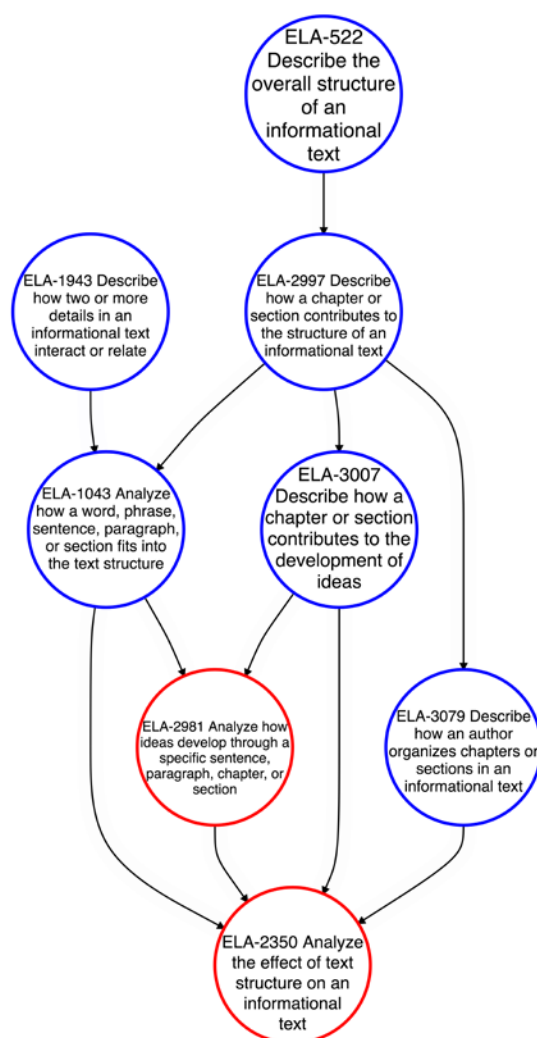 ELA-522
Describe the
overall structure
of an
informational
text
ELA-1943 Describe
how two or more
details in an
informational text
interact or relate
ELA-2997 Describe
how a chapter or
section contributes to
the structure of an
informational text
ELA-1043 Analyze
how a word, phrase,
sentence, paragraph,
or section fits into
the text structure
ELA-3007
Describe how a
chapter or section
contributes to the
development of
ideas
ELA-2981 Analyze how
ideas develop through a
specific sentence,
paragraph, chapter, or
section
ELA-3079 Describe
how an author
organizes chapters or
sections in an
informational text
ELA-2350 Analyze
the effect of text
structure on an
informational
text